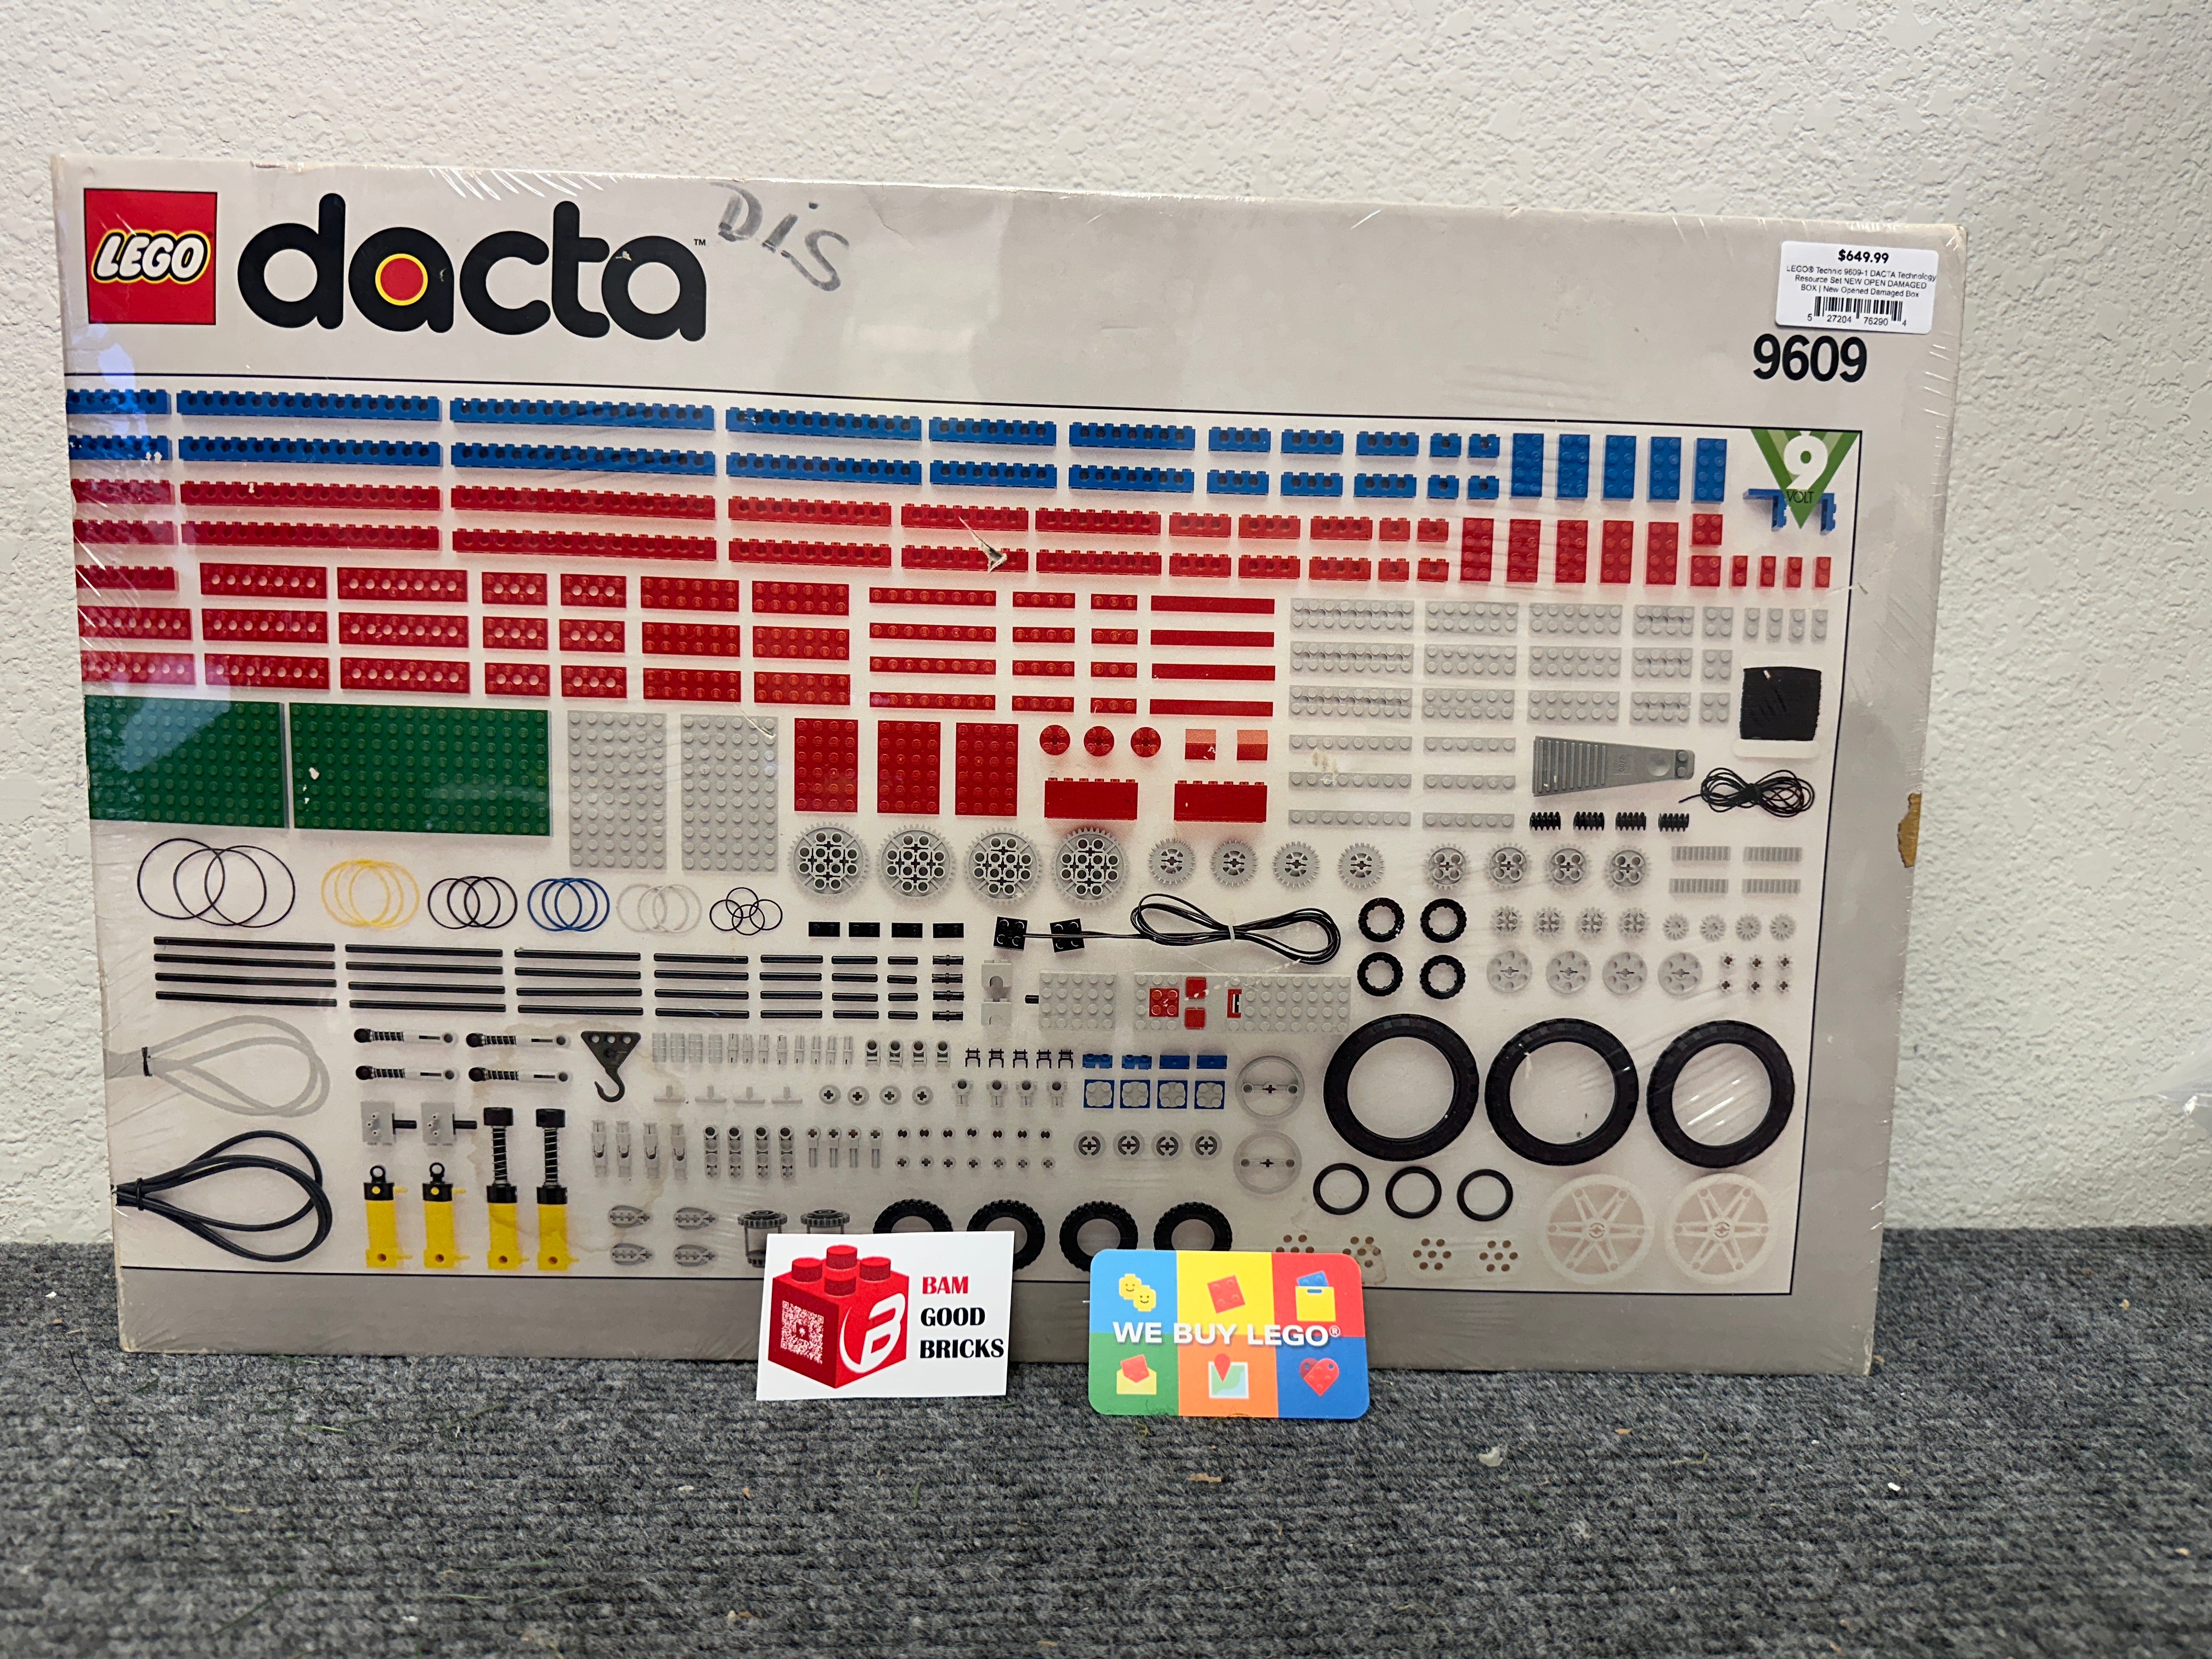 LEGO dacta™
DIS
$649.99
LEGO® Technic 9609-1 DACTA Technology
Resource Set NEW OPEN DAMAGED
BOX | New Opened Damaged Box
5 27204 76290 4
9609
9
VOLT
BAM
GOOD
BRICKS
B
WE BUY LEGO®